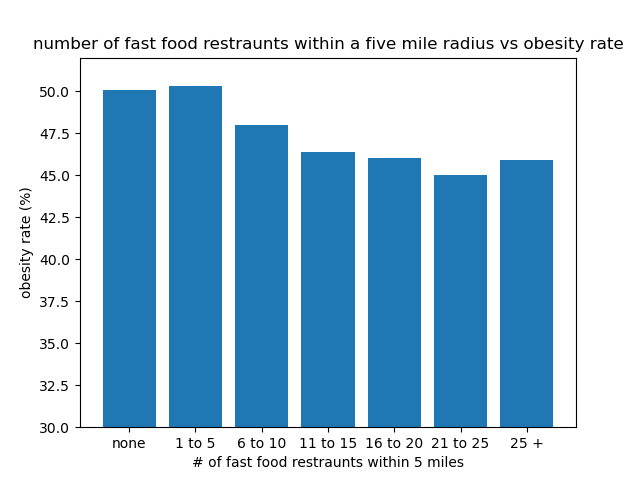 number of fast food restraunts within a five mile radius vs obesity rate
50.0
47.5
45.0
42.5
40.0
37.5
35.0
32.5
30.0
obesity rate (%)
none 1 to 5 6 to 10 11 to 15 16 to 20 21 to 25 25 +
# of fast food restraunts within 5 miles